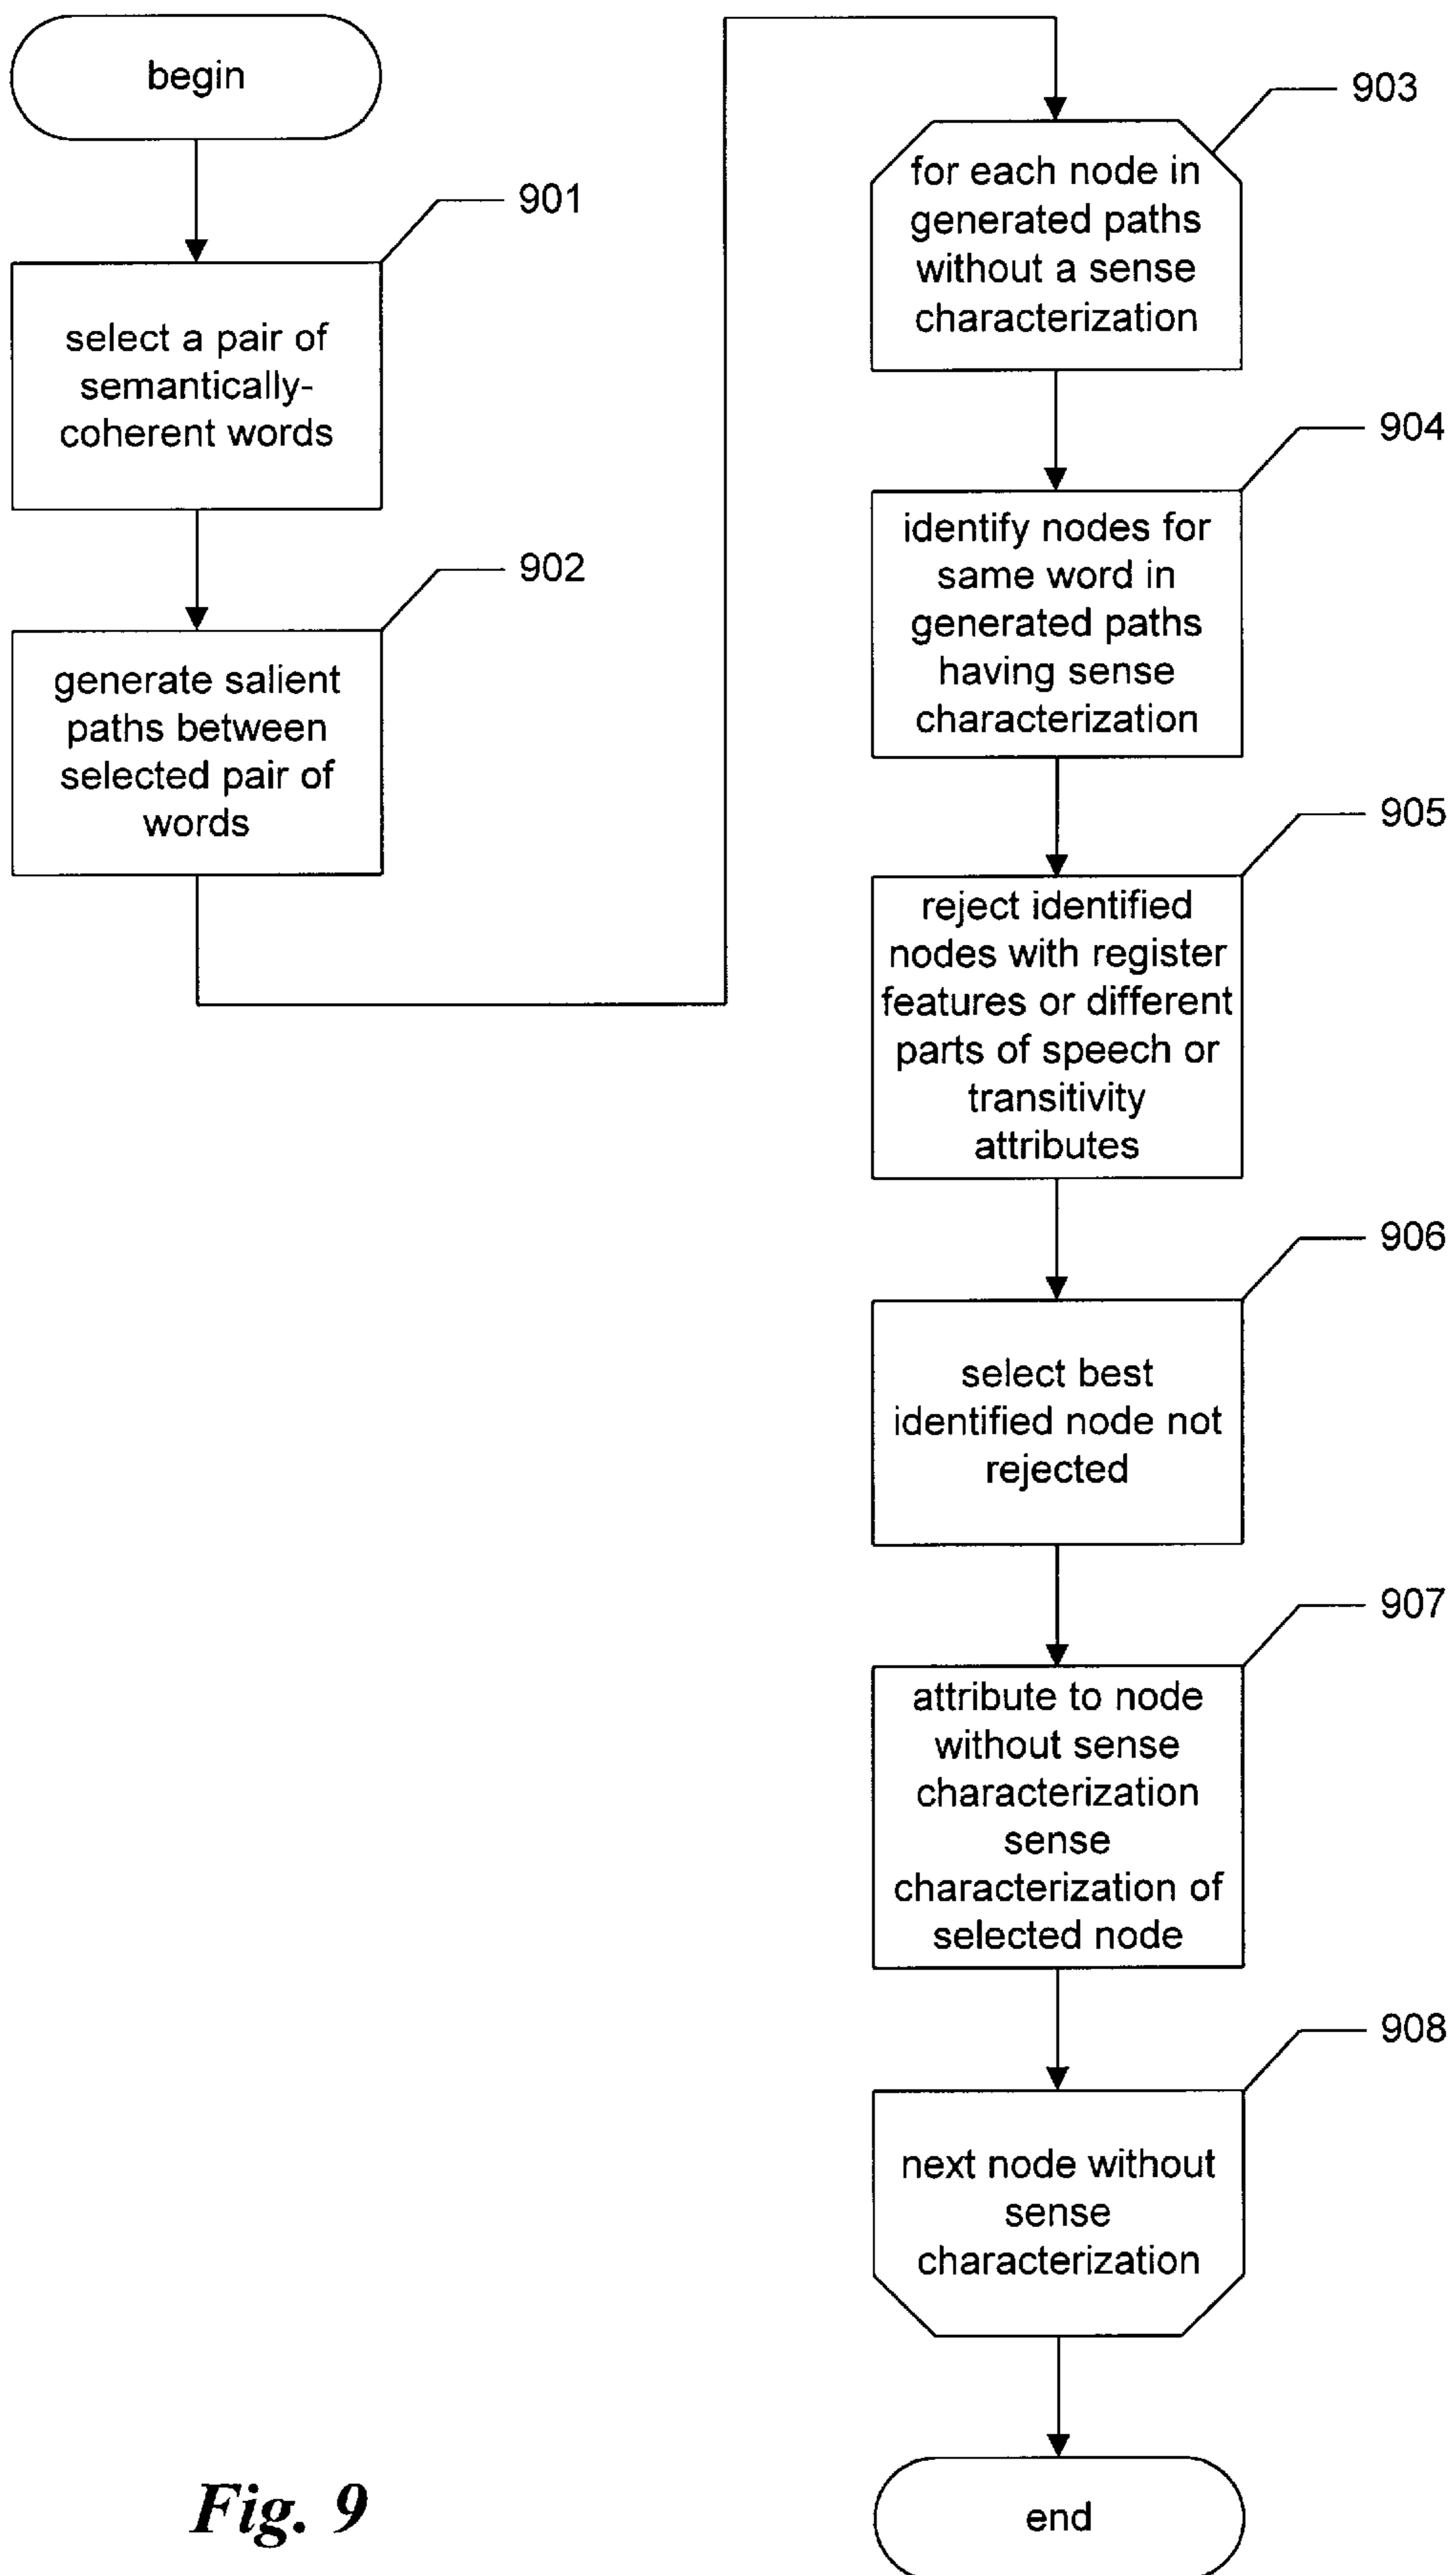 begin
901
select a pair of
semantically-
coherent words
902
generate salient
paths between
selected pair of
words
903
for each node in
generated paths
without a sense
characterization
904
identify nodes for
same word in
generated paths
having sense
characterization
905
reject identified
nodes with register
features or different
parts of speech or
transitivity
attributes
906
select best
identified node not
rejected
907
attribute to node
without sense
characterization
sense
characterization of
selected node
908
next node without
sense
characterization
end
Fig. 9